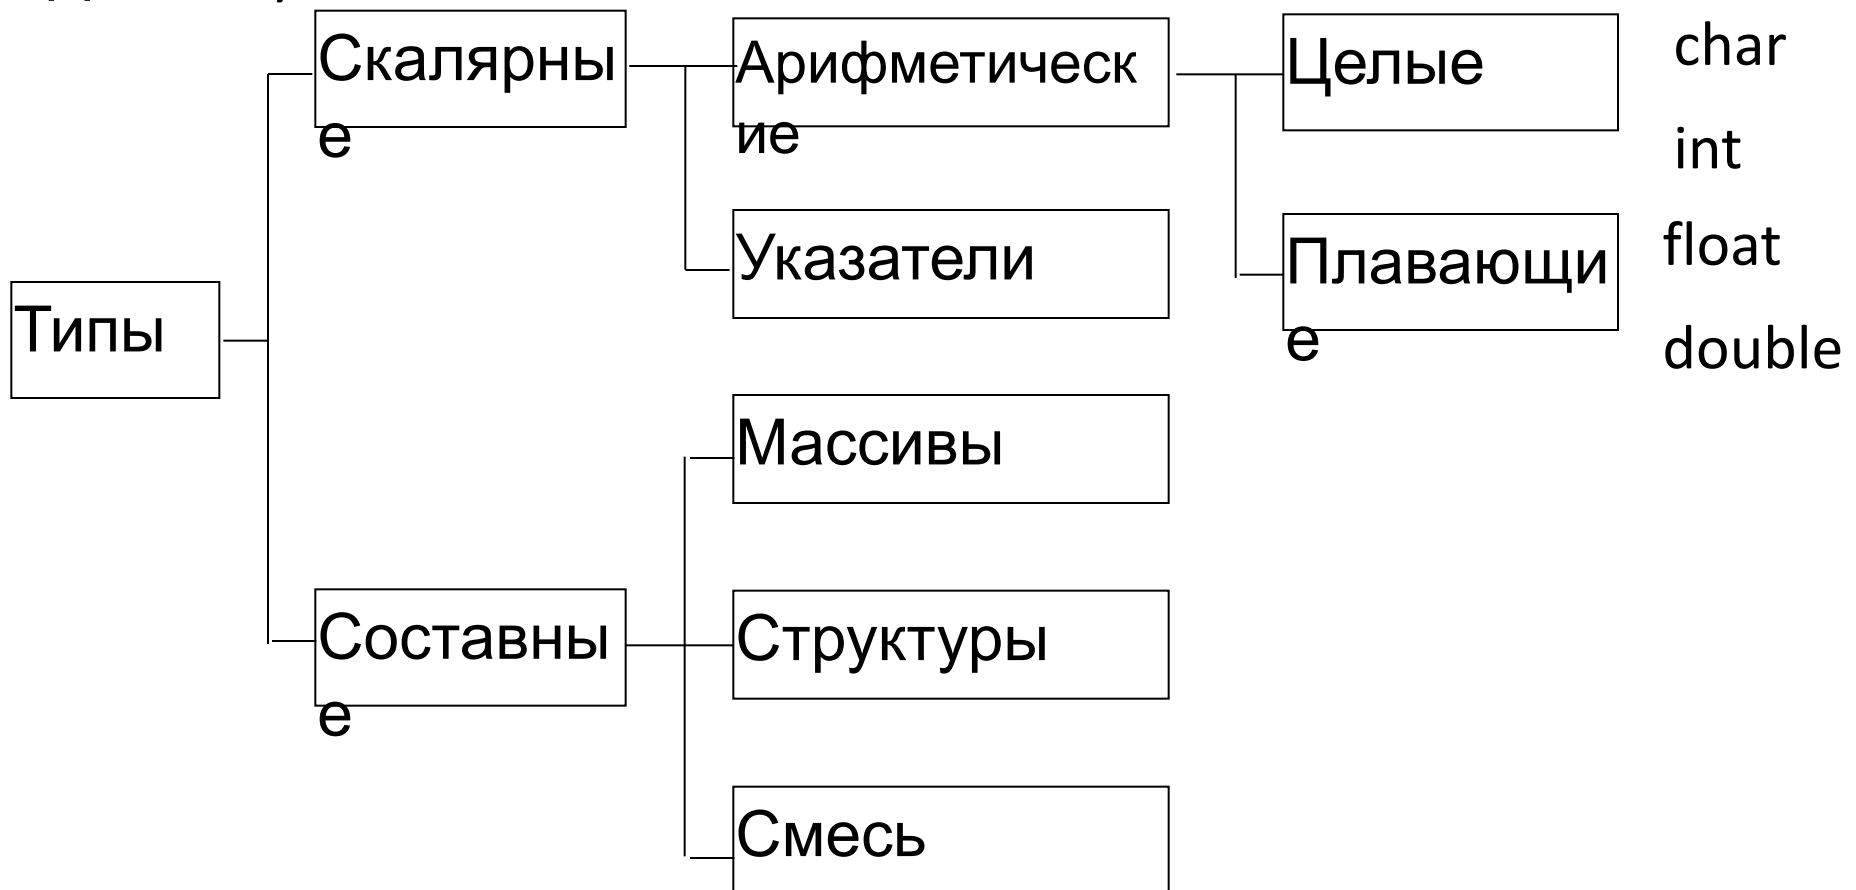 Скалярны
е
Арифметическ
ие
Целые
char
int
Указатели
Плавающи
е
float
double
Типы
Массивы
Составны
е
Структуры
Смесь